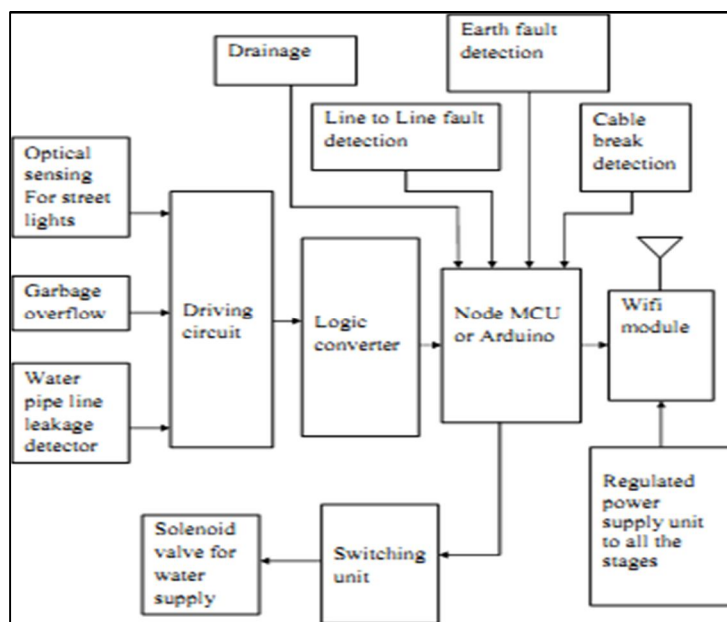 Drainage
Earth fault
detection
Line to Line fault
detection
Cable
break
detection
Optical
sensing
For street
lights
Garbage
overflow
Water
pipe line
leakage
detector
Driving
circuit
Logic
converter
Node MCU
or Arduino
Wifi
module
Solenoid
valve for
water
supply
Switching
unit
Regulated
power
supply unit
to all the
stages